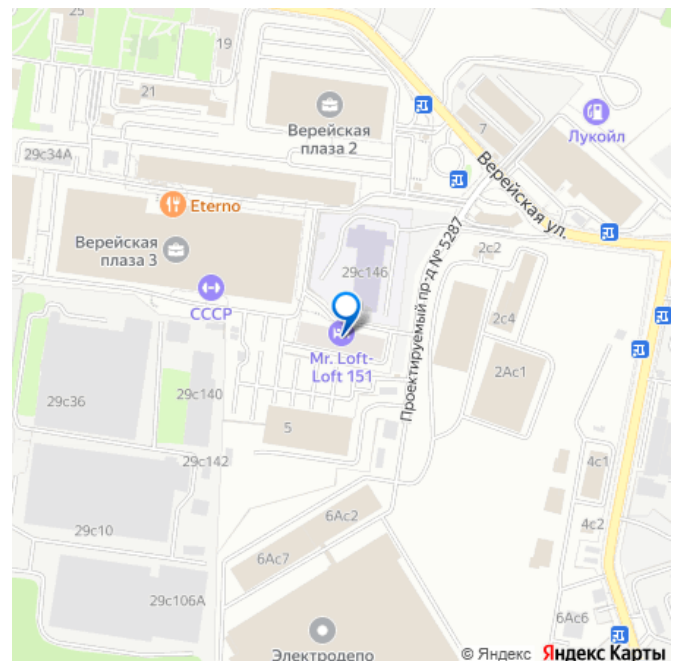 25
19
21
Верейская
плаза 2
7
Лукойл
29с34А
Верейская ул.
Eterno
Верейская
плаза 3
29с146
2с2
Проектируемый пр-д № 5287
СССР
2с4
Mr. Loft-
Loft 151
2Ас1
29с36
29с140
5
29с142
4с1
6Ас2
4с2
29с10
6Ас7
29с106А
6Ас6
Электродепо
© Яндекс Яндекс Карты